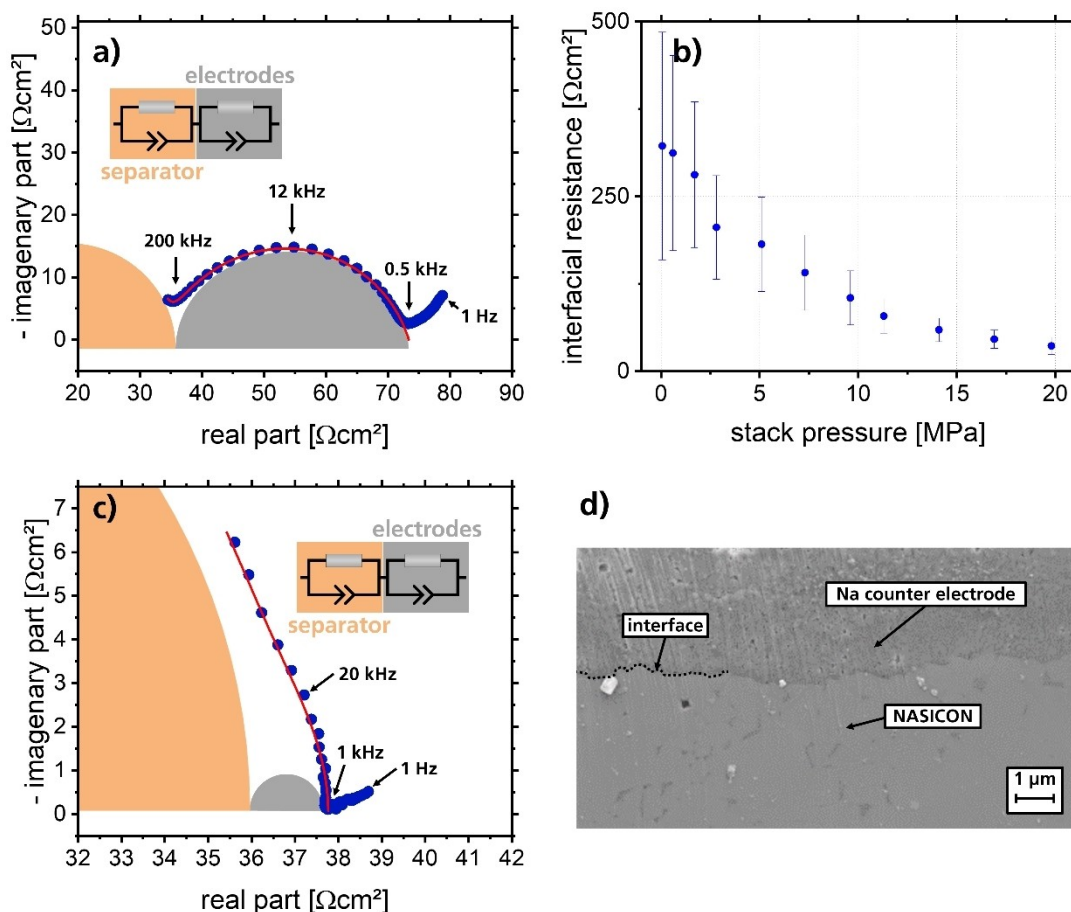 a)
electrodes
separator
200 kHz
12 kHz
0.5 kHz
1 Hz
- imagenary part [Ωcm²]
50
40
30
20
10
0
20 30 40 50 60 70 80 90
real part [Ωcm²]
b)
interfacial resistance [Ωcm²]
500
250
0
0 5 10 15 20
stack pressure [MPa]
c)
electrodes
separator
20 kHz
1 kHz
1 Hz
- imagenary part [Ωcm²]
7
6
5
4
3
2
1
0
32 33 34 35 36 37 38 39 40 41 42
real part [Ωcm²]
d)
Na counter electrode
interface
NASICON
1 µm